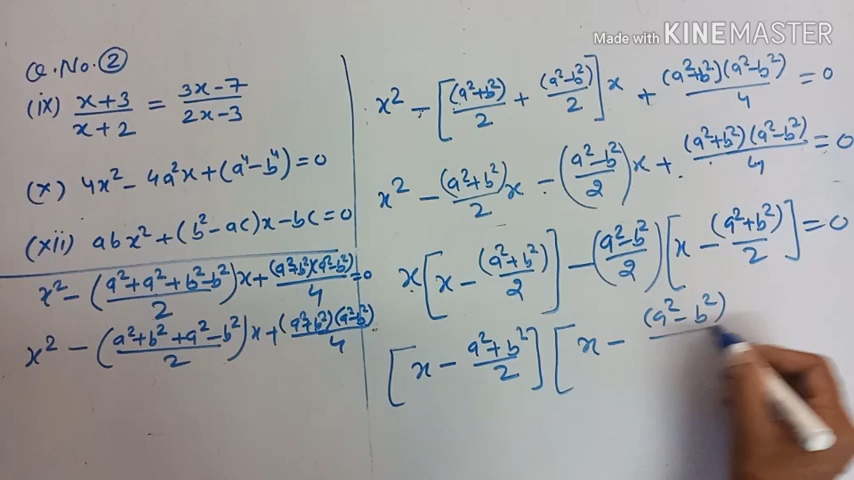 Made with KINEMASTER
Q.No. ②
(ix) x+3/x+2 = 3x-7/2x-3
(x) 4x² - 4a²x + (a⁴-b⁴) = 0
(xii) abx² + (b²-ac)x - bc = 0
x² - (a²+a²+b²-b²/2)x + (a²+b²)(a²-b²)/4 = 0
x² - (a²+b²+a²-b²/2)x + (a²+b²)(a²-b²)/4
x² - [(a²+b²)/2 + (a²-b²)/2]x + (a²+b²)(a²-b²)/4 = 0
x² - (a²+b²)/2 x - (a²-b²/2)x + (a²+b²)(a²-b²)/4 = 0
x[x - (a²+b²)/2] - (a²-b²/2)[x - (a²+b²)/2] = 0
[x - a²+b²/2][x - (a²-b²)